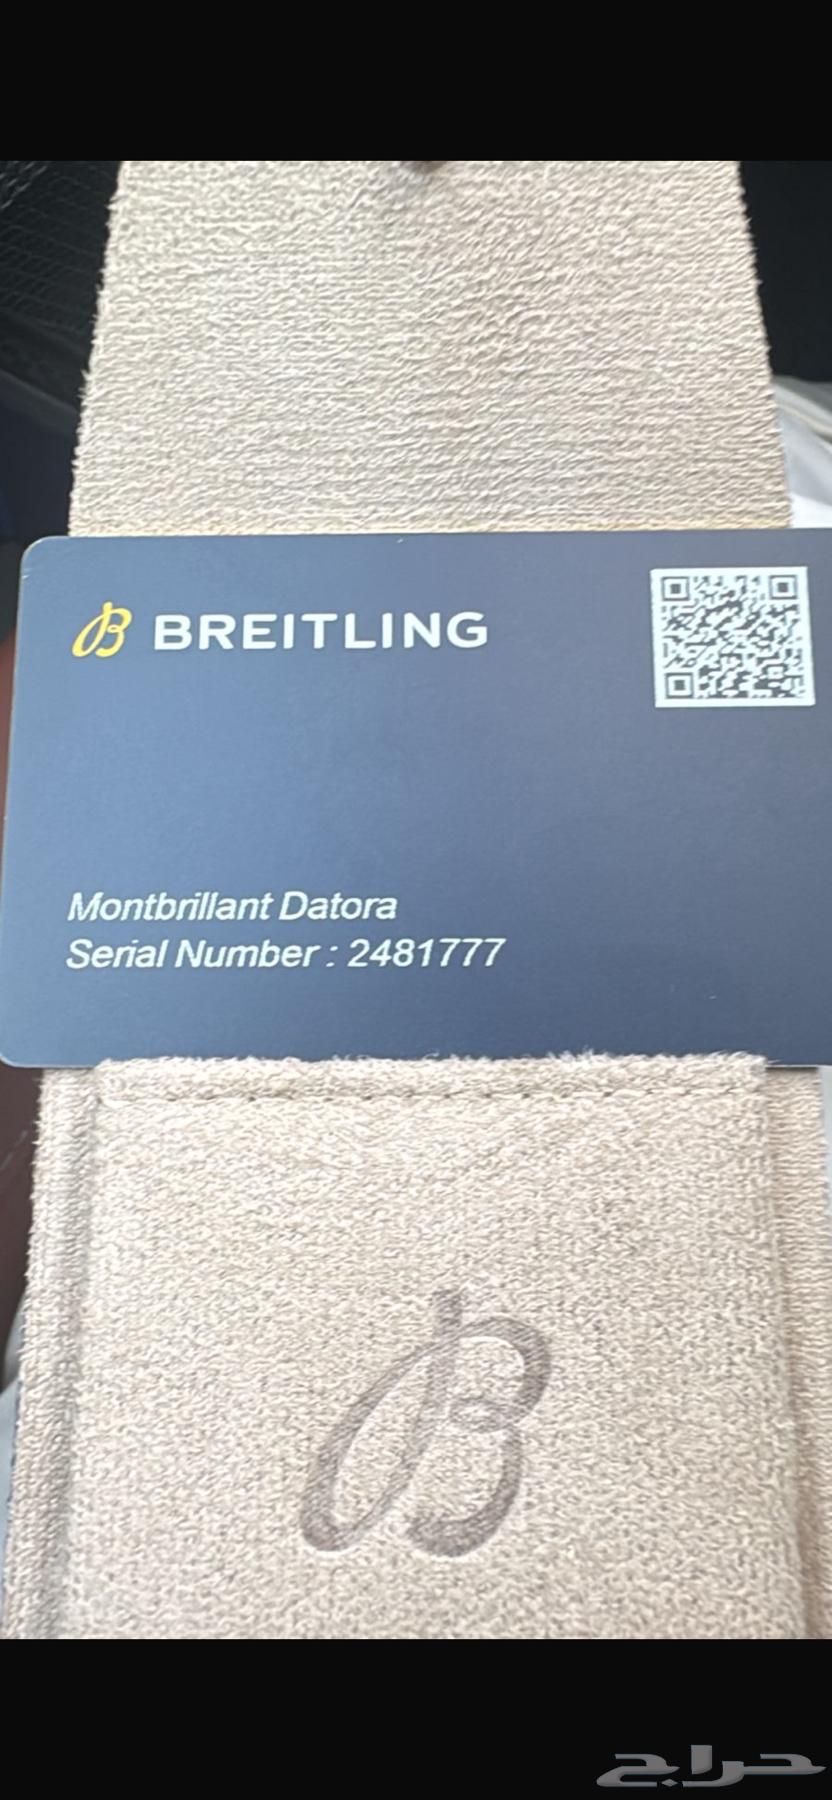 B BREITLING
Montbrillant Datora
Serial Number : 2481777
B
حراج